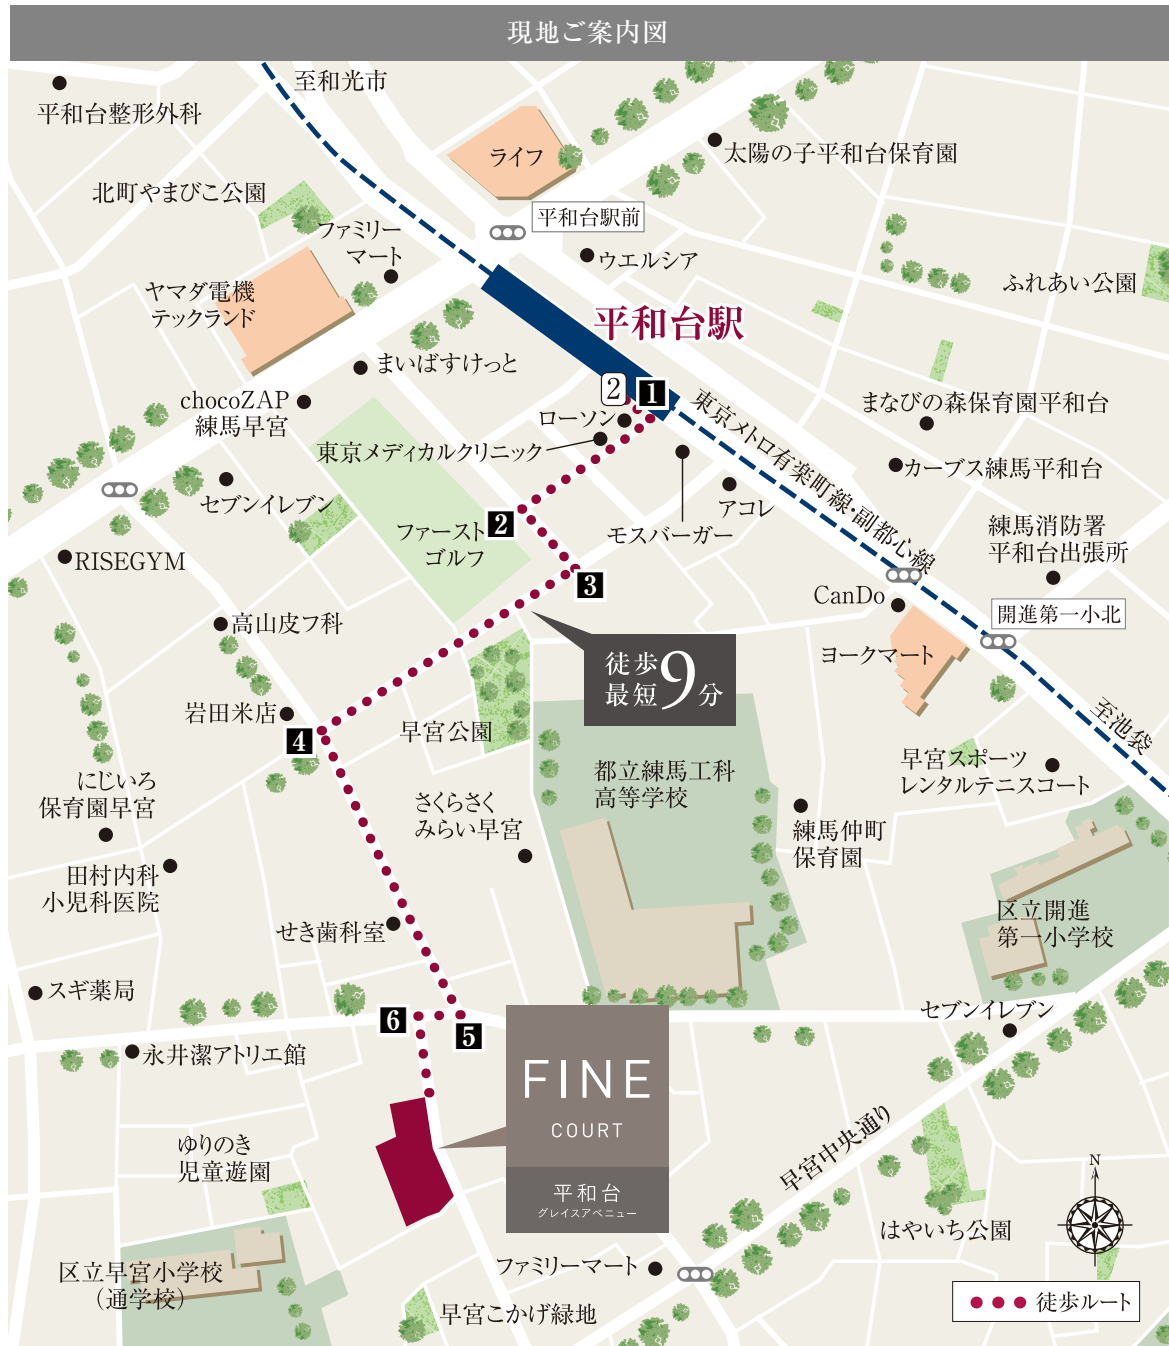 現地ご案内図
至和光市
平和台整形外科
ライフ
太陽の子平和台保育園
北町やまびこ公園
平和台駅前
ファミリー
マート
ウエルシア
ふれあい公園
ヤマダ電機
テックランド
平和台駅
まいばすけっと
2
1
chocoZAP
練馬早宮
ローソン
東京メディカルクリニック
東京メトロ有楽町線・副都心線
まなびの森保育園平和台
カーブス練馬平和台
セブンイレブン
アコレ
モスバーガー
2
ファースト
ゴルフ
練馬消防署
平和台出張所
RISEGYM
3
CanDo
開進第一小北
高山皮フ科
徒歩
最短9分
ヨークマート
岩田米店
4
早宮公園
至池袋
にじいろ
保育園早宮
都立練馬工科
高等学校
早宮スポーツ
レンタルテニスコート
さくらさく
みらい早宮
練馬仲町
保育園
田村内科
小児科医院
せき歯科室
区立開進
第一小学校
スギ薬局
セブンイレブン
6
5
永井潔アトリエ館
FINE
COURT
平和台
グレイスアベニュー
早宮中央通り
ゆりのき
児童遊園
N
はやいち公園
区立早宮小学校
（通学校）
ファミリーマート
早宮こかげ緑地
徒歩ルート